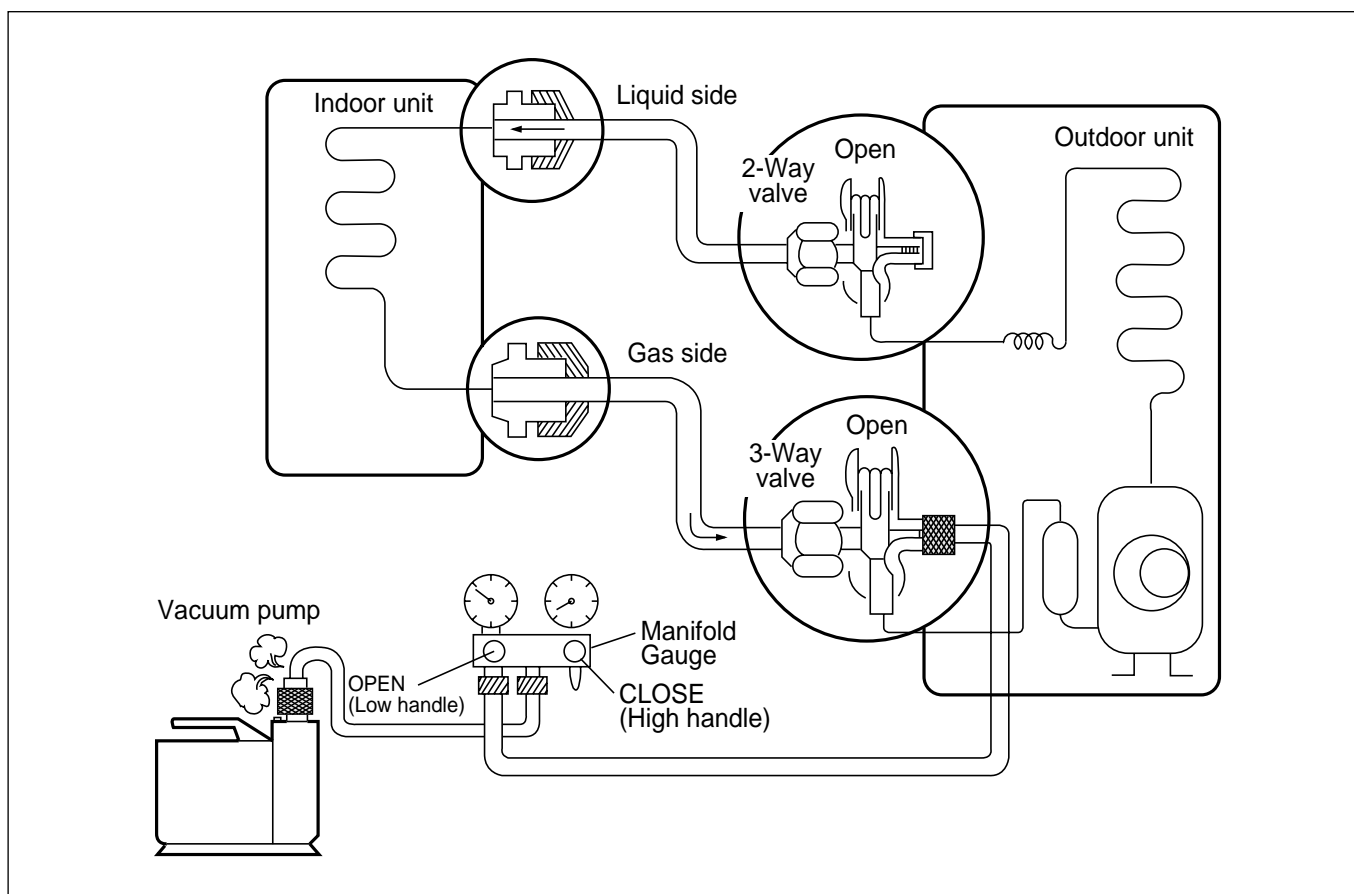 Indoor unit
Liquid side
Outdoor unit
Open
2-Way
valve
Gas side
Open
3-Way
valve
Vacuum pump
Manifold
Gauge
OPEN
(Low handle)
CLOSE
(High handle)